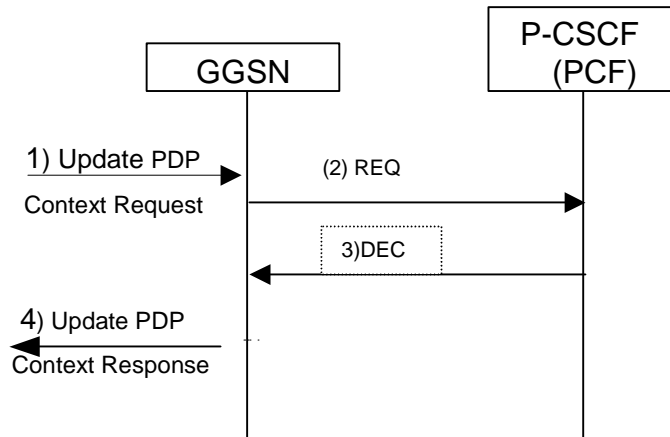 P-CSCF
(PCF)
GGSN
1) Update PDP
Context Request
(2) REQ
3)DEC
4) Update PDP
Context Response